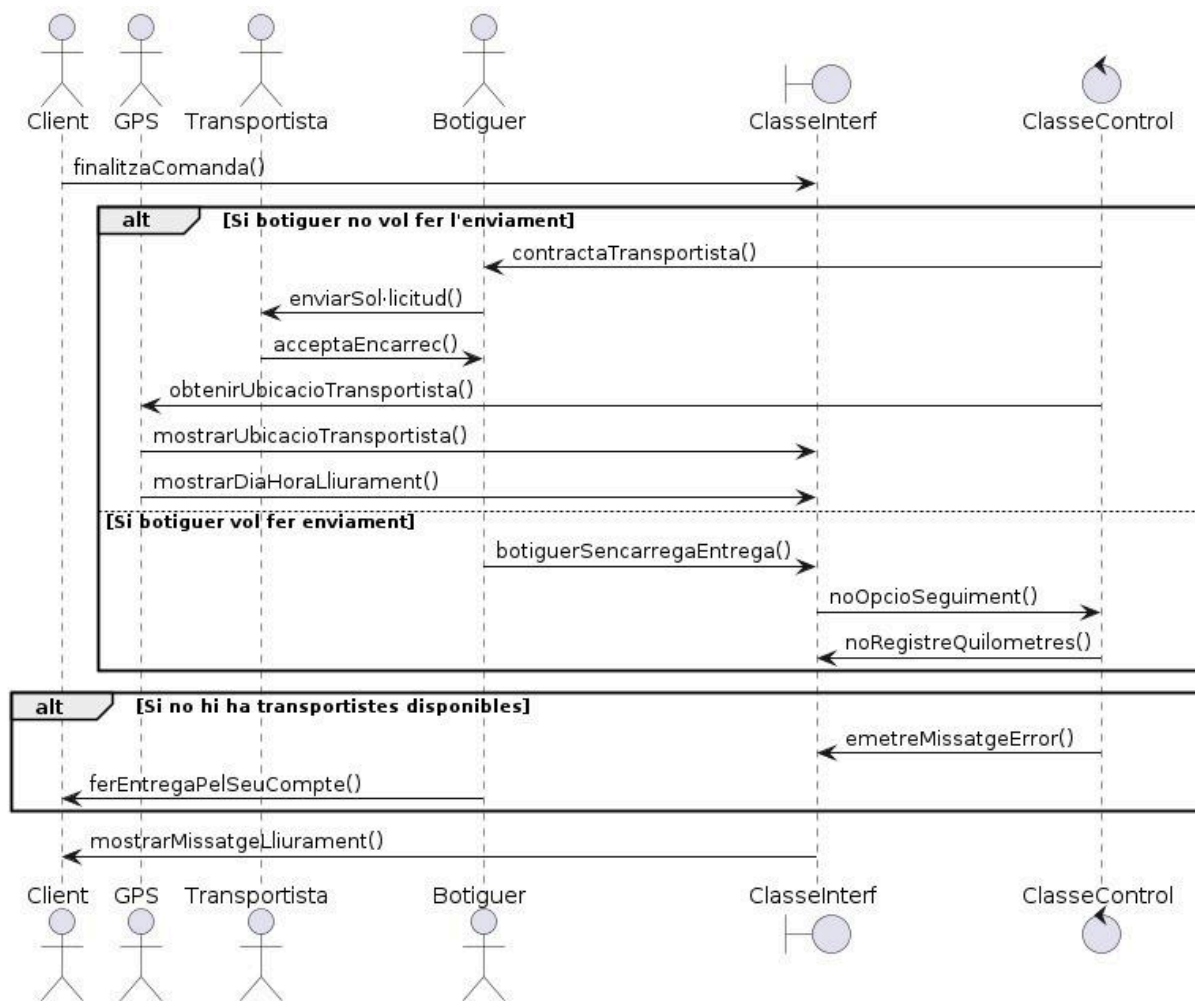 Client GPS Transportista Botiguer ClasseInterf ClasseControl
finalitzaComanda()
alt [Si botiguer no vol fer l'enviament]
contractaTransportista()
enviarSol·licitud()
acceptaEncarrec()
obtenirUbicacioTransportista()
mostrarUbicacioTransportista()
mostrarDiaHoraLliurament()
[Si botiguer vol fer enviament]
botiguerSencarregaEntrega()
noOpcioSeguiment()
noRegistreQuilometres()
alt [Si no hi ha transportistes disponibles]
emetreMissatgeError()
ferEntregaPelSeuCompte()
mostrarMissatgeLliurament()
Client GPS Transportista Botiguer ClasseInterf ClasseControl